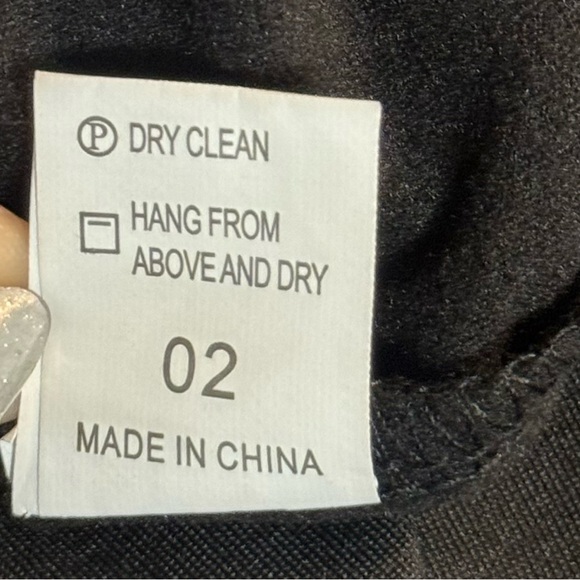 Ⓟ DRY CLEAN
HANG FROM
ABOVE AND DRY
02
MADE IN CHINA